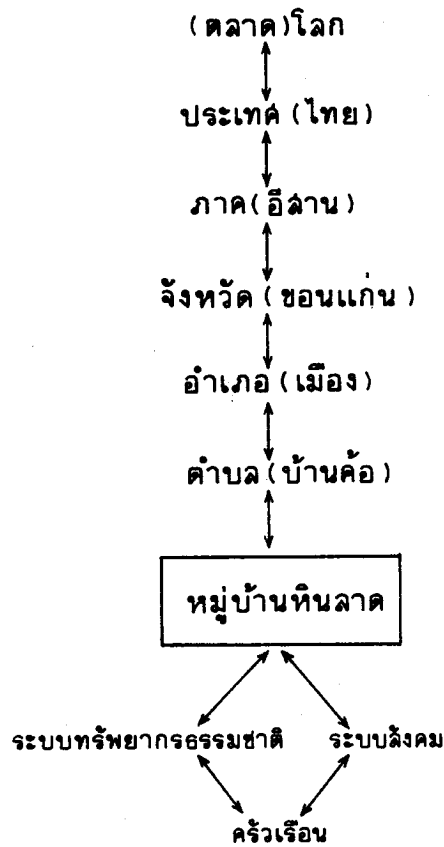 (ตลาด)โลก
ประเทศ (ไทย)
ภาค(อีสาน)
จังหวัด (ขอนแก่น)
อำเภอ (เมือง)
ตำบล (บ้านค้อ)
หมู่บ้านหินลาด
ระบบทรัพยากรธรรมชาติ ระบบสังคม
ครัวเรือน